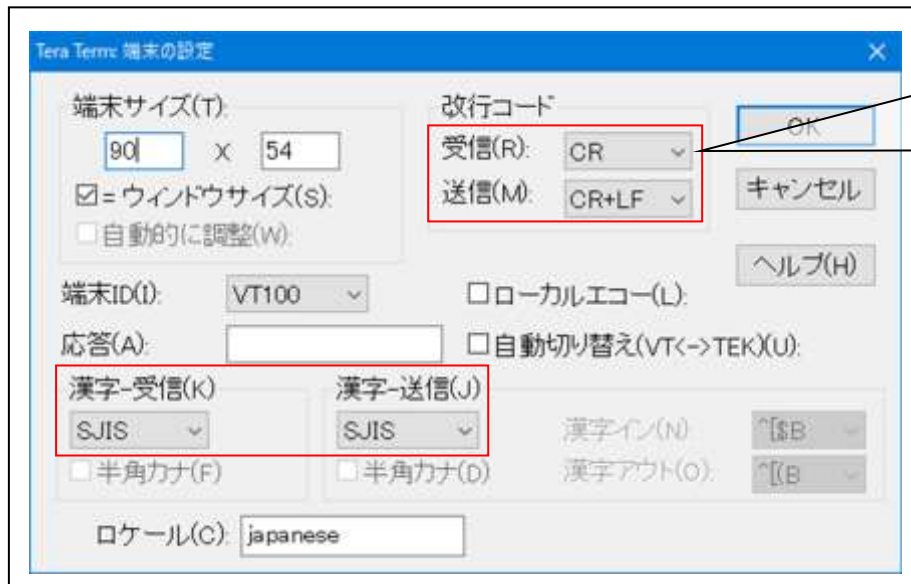 Tera Term: 端末の設定
端末サイズ(T):
90 X 54
=ウィンドウサイズ(S):
自動的に調整(W):
改行コード
受信(R): CR
送信(M): CR+LF
OK
キャンセル
ヘルプ(H)
端末ID(I): VT100
ローカルエコー(L):
応答(A):
自動切り替え(VT<->TEK)(U):
漢字-受信(K)
SJIS
半角カナ(F)
漢字-送信(J)
SJIS
半角カナ(D)
漢字イン(N): ^[$B
漢字アウト(O): ^[(B
ロケール(C): japanese